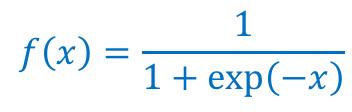 f(x) = 1 / (1 + exp(−x))